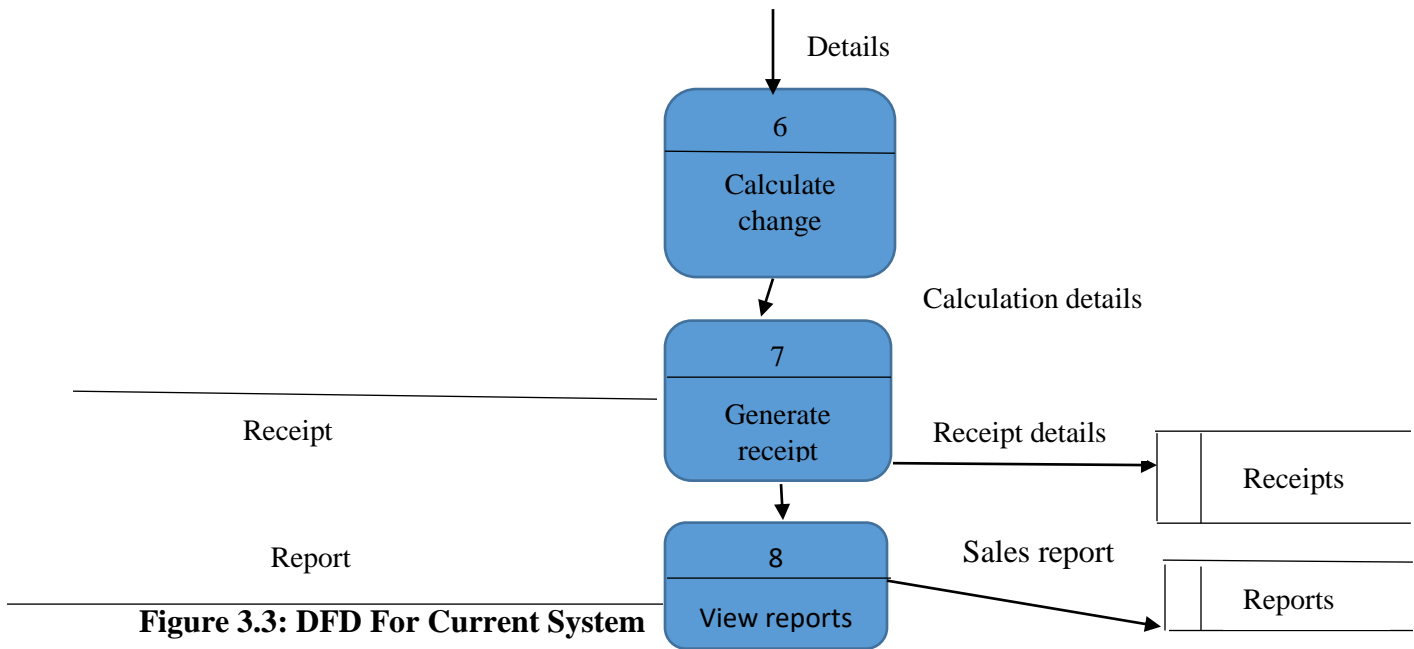 Details
6
Calculate
change
Calculation details
7
Generate
receipt
Receipt
Receipt details
Receipts
8
View reports
Report
Sales report
Reports
Figure 3.3: DFD For Current System